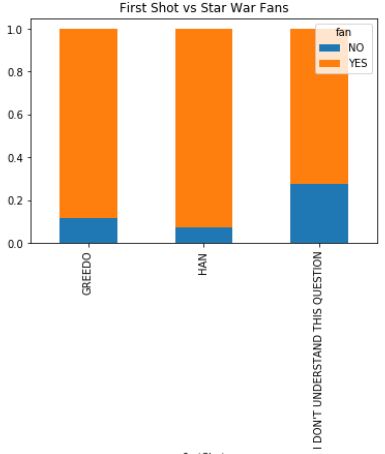 First Shot vs Star War Fans
fan
NO
YES
1.0
0.8
0.6
0.4
0.2
0.0
GREEDO
HAN
I DON'T UNDERSTAND THIS QUESTION